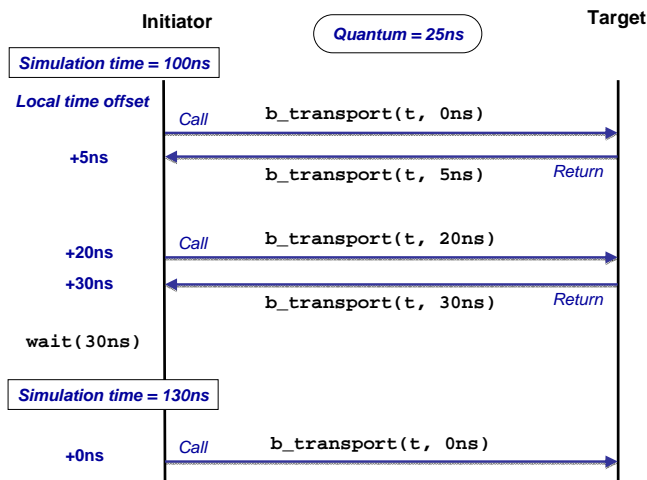 Initiator
Quantum = 25ns
Target
Simulation time = 100ns
Local time offset
Call
b_transport(t, 0ns)
+5ns
b_transport(t, 5ns)
Return
+20ns
Call
b_transport(t, 20ns)
+30ns
b_transport(t, 30ns)
Return
wait(30ns)
Simulation time = 130ns
+0ns
Call
b_transport(t, 0ns)